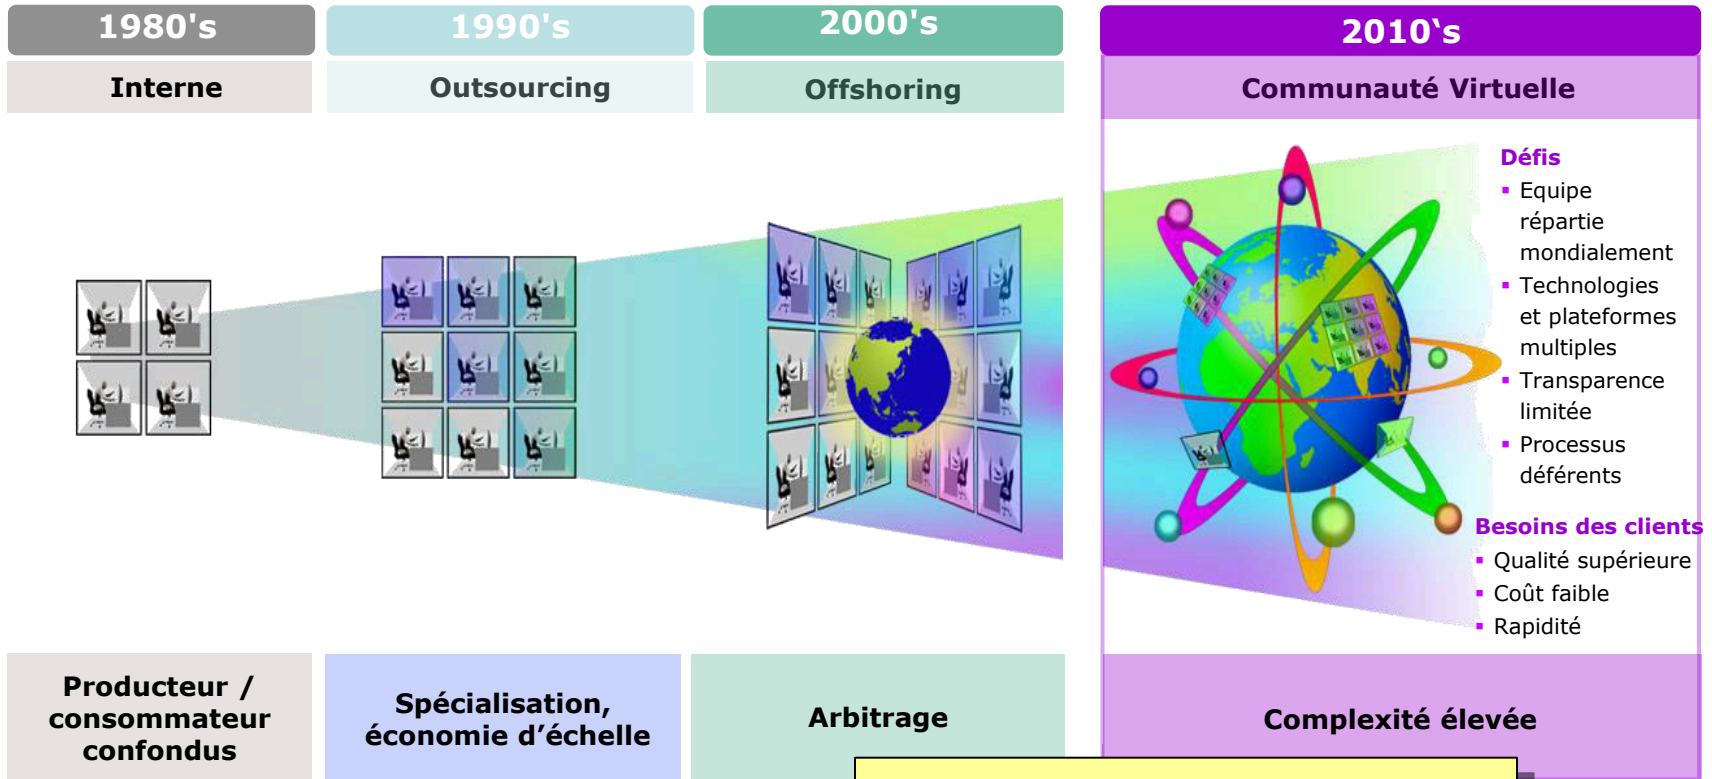 1980's
1990's
2000's
2010‘s
Interne
Outsourcing
Offshoring
Communauté Virtuelle
Défis
▪ Equipe
répartie
mondialement
▪ Technologies
et plateformes
multiples
▪ Transparence
limitée
▪ Processus
déférents
Besoins des clients
▪ Qualité supérieure
▪ Coût faible
▪ Rapidité
Producteur /
consommateur
confondus
Spécialisation,
économie d’échelle
Arbitrage
Complexité élevée